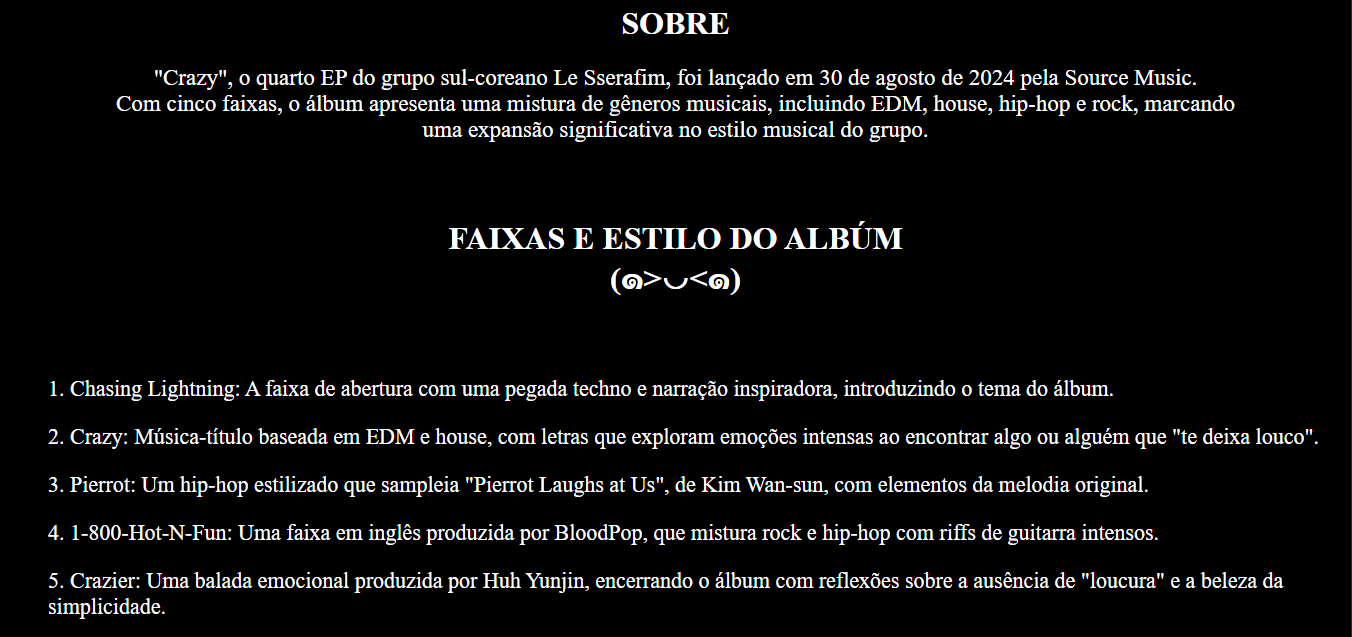 SOBRE
"Crazy", o quarto EP do grupo sul-coreano Le Sserafim, foi lançado em 30 de agosto de 2024 pela Source Music.
Com cinco faixas, o álbum apresenta uma mistura de gêneros musicais, incluindo EDM, house, hip-hop e rock, marcando
uma expansão significativa no estilo musical do grupo.
FAIXAS E ESTILO DO ALBÚM
(๑>◡<๑)
1. Chasing Lightning: A faixa de abertura com uma pegada techno e narração inspiradora, introduzindo o tema do álbum.
2. Crazy: Música-título baseada em EDM e house, com letras que exploram emoções intensas ao encontrar algo ou alguém que "te deixa louco".
3. Pierrot: Um hip-hop estilizado que sampleia "Pierrot Laughs at Us", de Kim Wan-sun, com elementos da melodia original.
4. 1-800-Hot-N-Fun: Uma faixa em inglês produzida por BloodPop, que mistura rock e hip-hop com riffs de guitarra intensos.
5. Crazier: Uma balada emocional produzida por Huh Yunjin, encerrando o álbum com reflexões sobre a ausência de "loucura" e a beleza da
simplicidade.